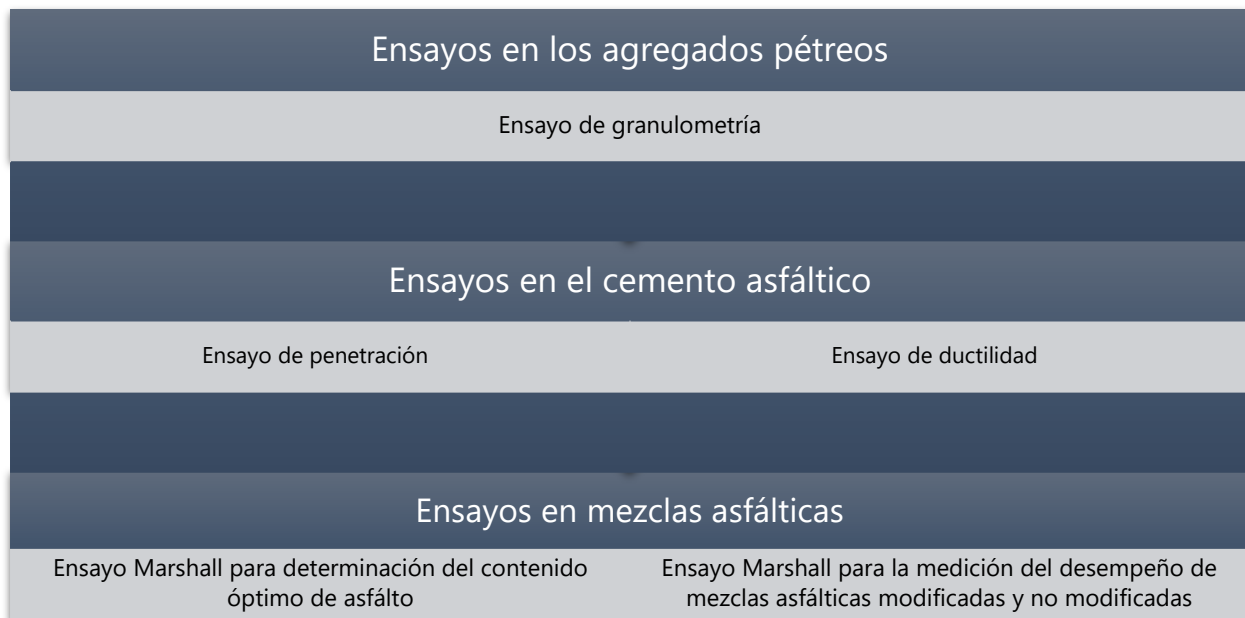 Ensayos en los agregados pétreos
Ensayo de granulometría
Ensayos en el cemento asfáltico
Ensayo de penetración
Ensayo de ductilidad
Ensayos en mezclas asfálticas
Ensayo Marshall para determinación del contenido
óptimo de asfálto
Ensayo Marshall para la medición del desempeño de
mezclas asfálticas modificadas y no modificadas